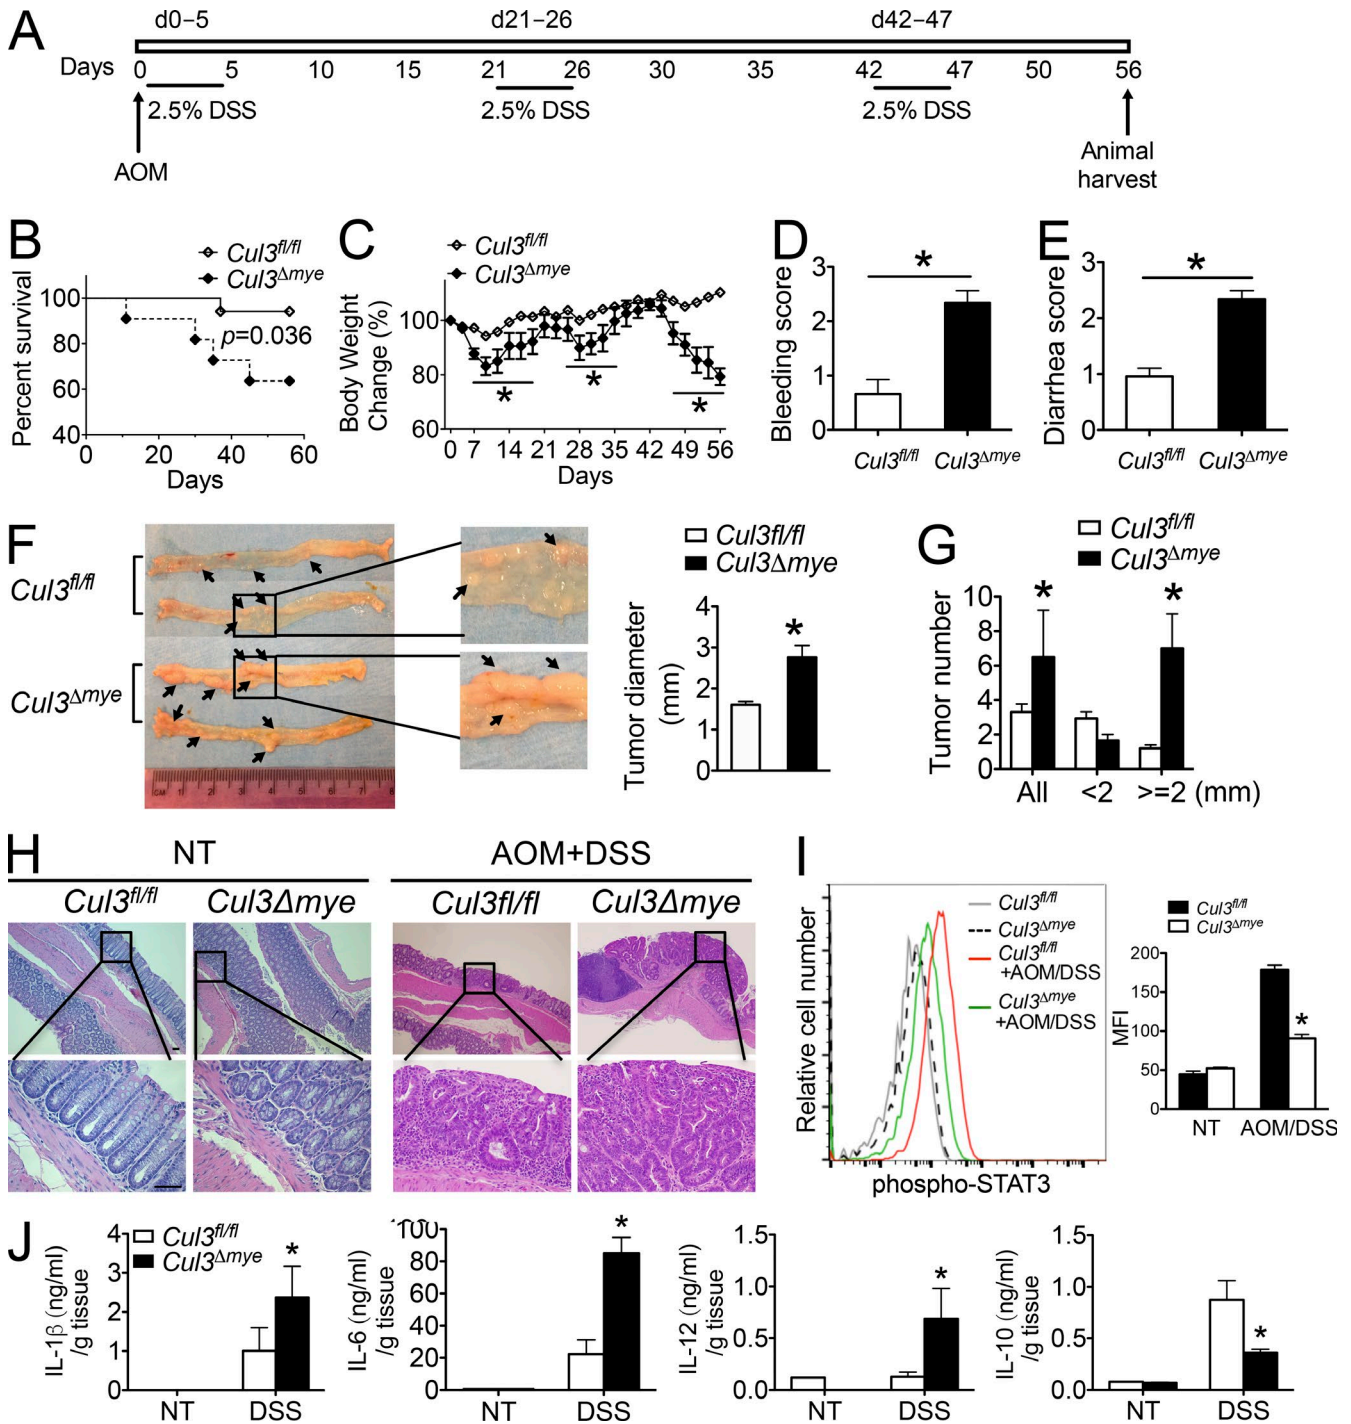 A
d0–5 d21–26 d42–47
Days 0 5 10 15 21 26 30 35 42 47 50 56
2.5% DSS 2.5% DSS 2.5% DSS
AOM
Animal
harvest
B
Cul3fl/fl
Cul3Δmye
Percent survival
100
80
60
40
p=0.036
0 20 40 60
Days
C
Cul3fl/fl
Cul3Δmye
Body Weight
Change (%)
100
80
60
* * *
0 7 14 21 28 35 42 49 56
Days
D
Bleeding score
3
2
1
0
*
Cul3fl/fl Cul3Δmye
E
Diarrhea score
3
2
1
0
*
Cul3fl/fl Cul3Δmye
F
Cul3fl/fl
Cul3Δmye
CM 1 2 3 4 5 6 7 8
Cul3fl/fl
Cul3Δmye
Tumor diameter
(mm)
4
3
2
1
0
*
G
Cul3fl/fl
Cul3Δmye
Tumor number
10
8
6
4
2
0
* *
All <2 >=2 (mm)
H
NT AOM+DSS
Cul3fl/fl Cul3Δmye Cul3fl/fl Cul3Δmye
I
Relative cell number
Cul3fl/fl
Cul3Δmye
Cul3fl/fl
+AOM/DSS
Cul3Δmye
+AOM/DSS
phospho-STAT3
Cul3fl/fl
Cul3Δmye
MFI
200
150
100
50
0
*
NT AOM/DSS
J
Cul3fl/fl
Cul3Δmye
IL-1β (ng/ml)
/g tissue
4
3
2
1
0
*
NT DSS
IL-6 (ng/ml)
/g tissue
100
80
60
40
20
0
*
NT DSS
IL-12 (ng/ml)
/g tissue
1.5
1.0
0.5
0.0
*
NT DSS
IL-10 (ng/ml)
/g tissue
1.5
1.0
0.5
0.0
*
NT DSS